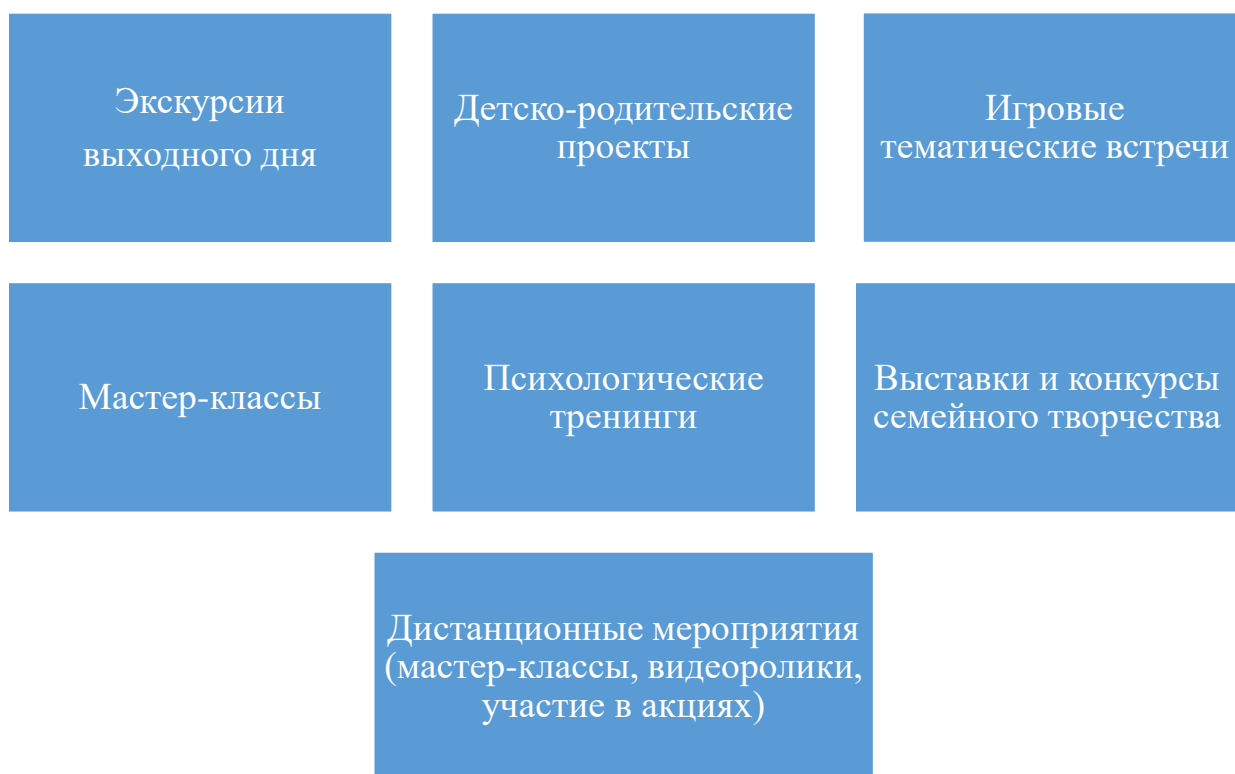 Экскурсии
выходного дня
Детско-родительские
проекты
Игровые
тематические встречи
Мастер-классы
Психологические
тренинги
Выставки и конкурсы
семейного творчества
Дистанционные мероприятия
(мастер-классы, видеоролики,
участие в акциях)